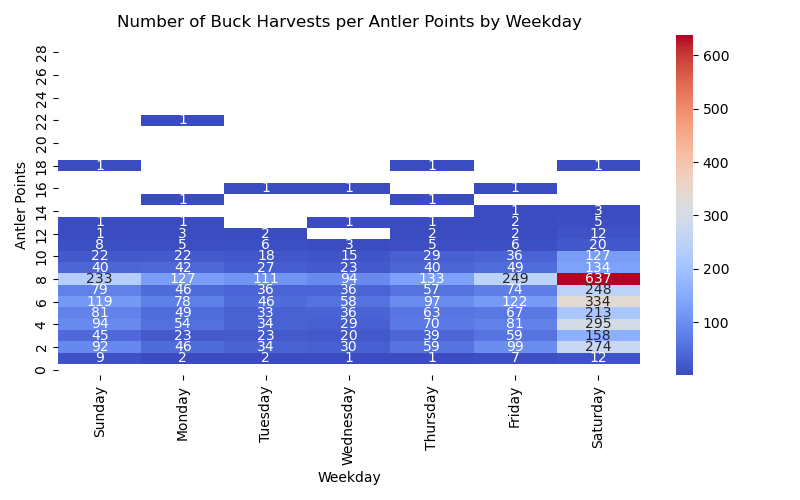 Number of Buck Harvests per Antler Points by Weekday
28
26
24
22
20
18
16
14
12
10
8
6
4
2
0
Antler Points
1
1 1 1
1 1 1
1 1
1 3
1 1 1 1 2 5
1 3 2 2 2 12
8 5 6 3 5 6 20
22 22 18 15 29 36 127
40 42 27 23 40 49 134
233 127 111 94 133 249 637
79 46 36 36 57 74 248
119 78 46 58 97 122 334
81 49 33 36 63 67 213
94 54 34 29 70 81 295
45 23 23 20 39 59 158
92 46 34 30 59 99 274
9 2 2 1 1 7 12
Sunday
Monday
Tuesday
Wednesday
Thursday
Friday
Saturday
Weekday
600
500
400
300
200
100